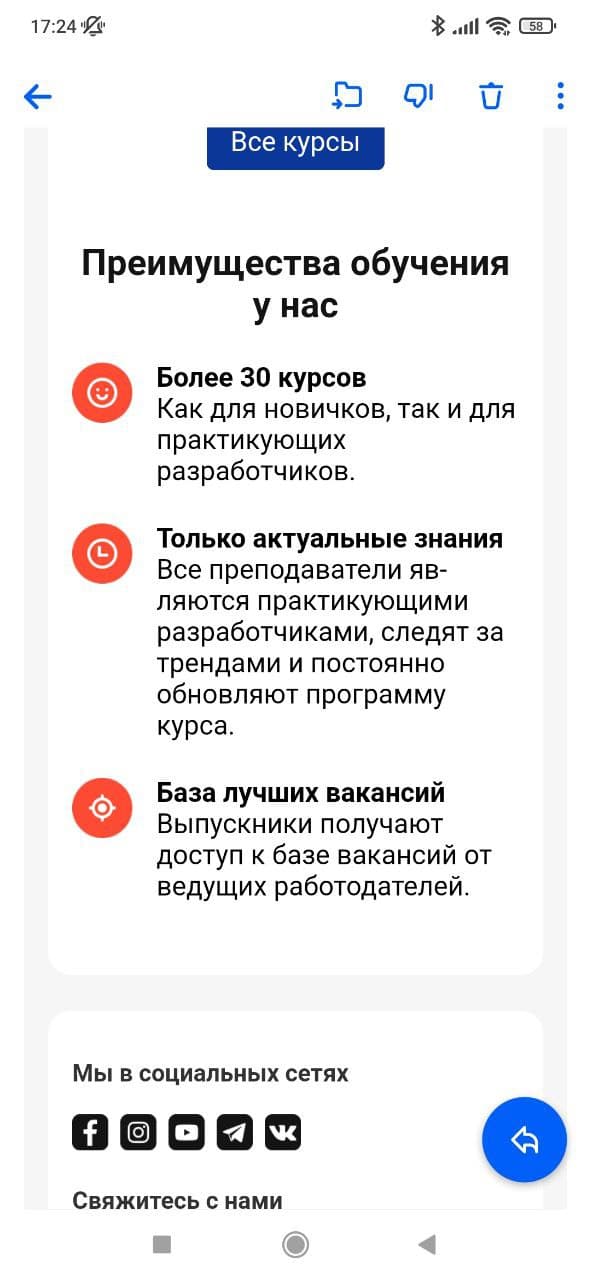 17:24
58
Все курсы
Преимущества обучения
у нас
Более 30 курсов
Как для новичков, так и для
практикующих
разработчиков.
Только актуальные знания
Все преподаватели яв-
ляются практикующими
разработчиками, следят за
трендами и постоянно
обновляют программу
курса.
База лучших вакансий
Выпускники получают
доступ к базе вакансий от
ведущих работодателей.
Мы в социальных сетях
Свяжитесь с нами